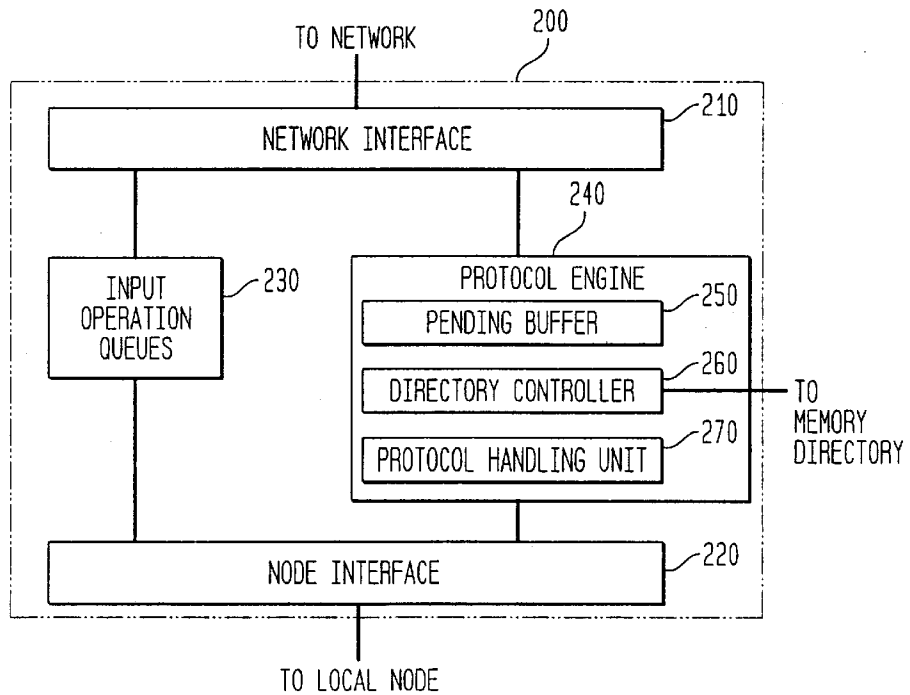 TO NETWORK
200
210
NETWORK INTERFACE
240
INPUT
OPERATION
QUEUES
230
PROTOCOL ENGINE
250
PENDING BUFFER
260
DIRECTORY CONTROLLER
TO
MEMORY
DIRECTORY
270
PROTOCOL HANDLING UNIT
220
NODE INTERFACE
TO LOCAL NODE